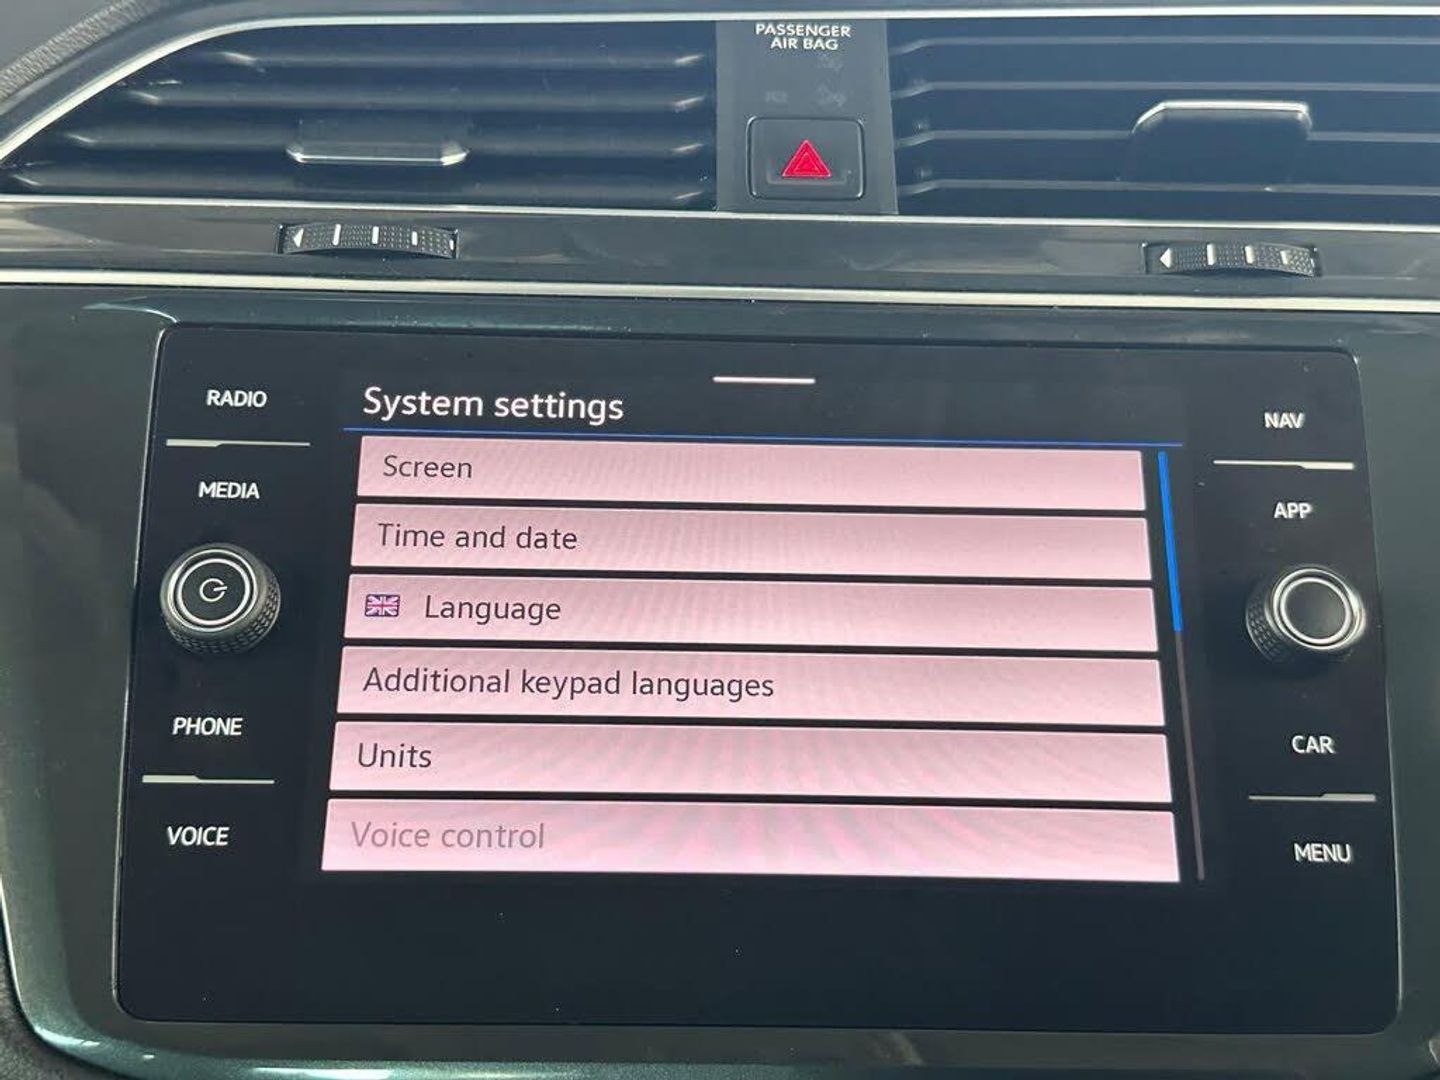 PASSENGER
AIR BAG
RADIO
MEDIA
PHONE
VOICE
System settings
Screen
Time and date
Language
Additional keypad languages
Units
Voice control
NAV
APP
CAR
MENU